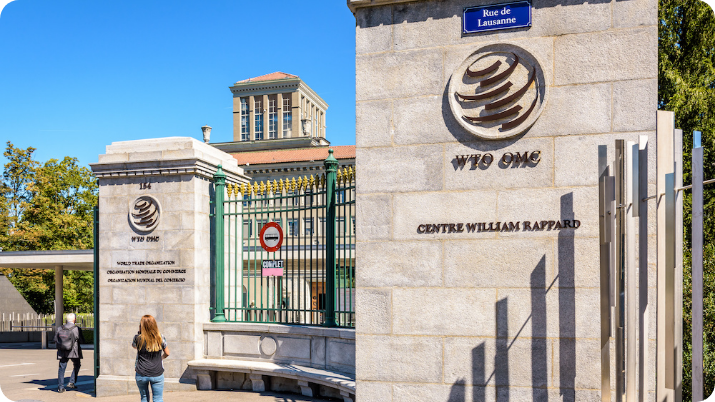 Rue de
Lausanne
WTO OMC
CENTRE WILLIAM RAPPARD
154
WTO OMC
WORLD TRADE ORGANIZATION
ORGANISATION MONDIALE DU COMMERCE
ORGANIZACIÓN MUNDIAL DEL COMERCIO
COMPLET